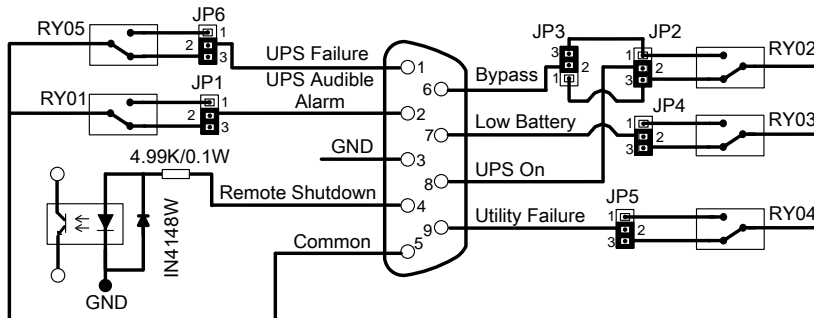 RY05
JP6
1
2
3
UPS Failure
1
JP3
3
2
1
JP2
1
2
3
RY02
RY01
JP1
1
2
3
UPS Audible
Alarm
2
6
Bypass
JP4
1
2
3
RY03
7
Low Battery
GND
3
4.99K/0.1W
8
UPS On
Remote Shutdown
4
IN4148W
JP5
1
2
3
RY04
9
Utility Failure
Common
5
GND